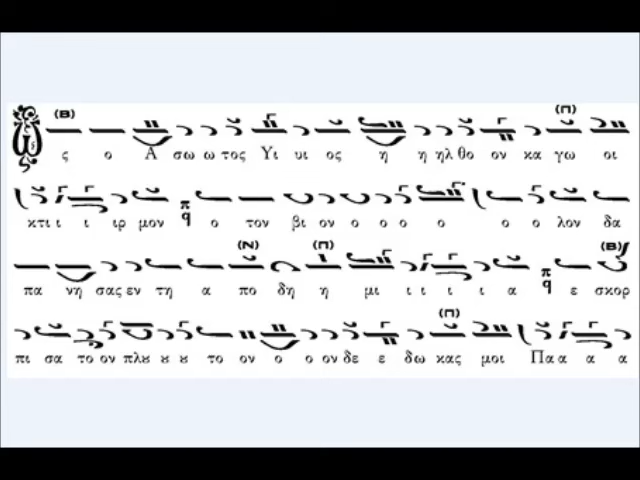 (Β) (Π)
Ως ο Α σω ω τος Υι υι ος η η ηλ θο ον κα γω οι
κτι ι ι ιρ μον π q ο τον βι ον ο ο ο ο ο ο λον δα
(Ν) (Π) (Β)
πα νη σας εν τη α πο δη η μι ι ι ι α π q ε σκορ
(Π)
πι σα το ον πλȣ ȣ ȣ το ον ο ο ον δε ε δω κας μοι Πα α α α